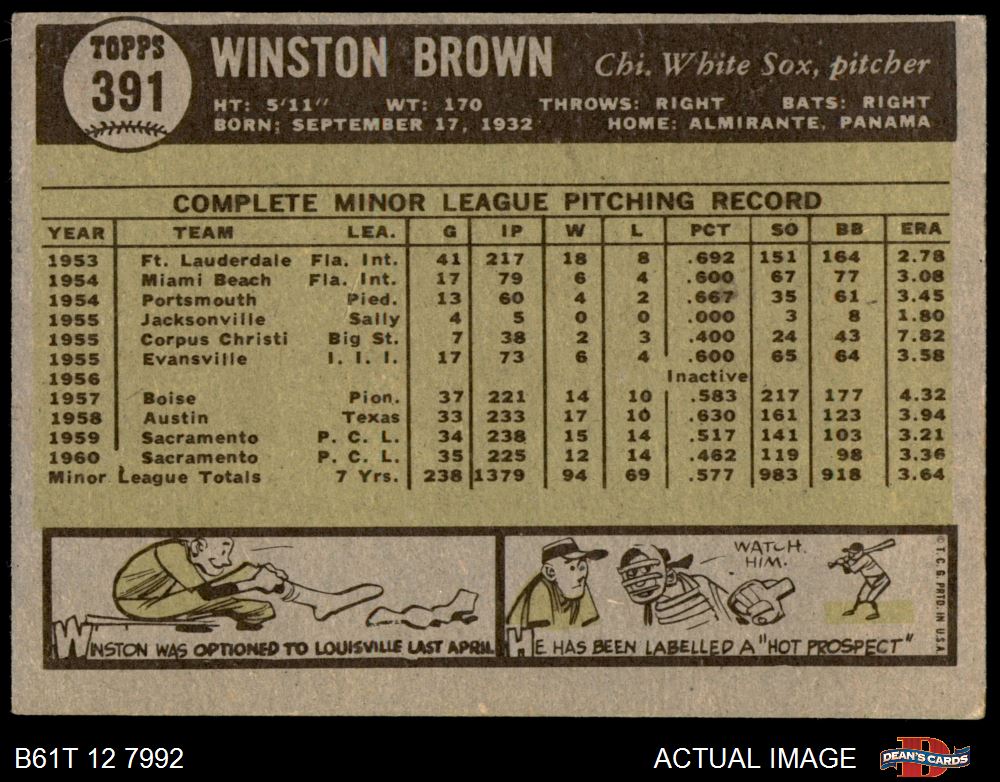 TOPPS
391
WINSTON BROWN Chi. White Sox, pitcher
HT: 5'11" WT: 170 THROWS: RIGHT BATS: RIGHT
BORN: SEPTEMBER 17, 1932 HOME: ALMIRANTE, PANAMA
COMPLETE MINOR LEAGUE PITCHING RECORD
YEAR TEAM LEA. G IP W L PCT SO BB ERA
1953 Ft. Lauderdale Fla. Int. 41 217 18 8 .692 151 164 2.78
1954 Miami Beach Fla. Int. 17 79 6 4 .600 67 77 3.08
1954 Portsmouth Pied. 13 60 4 2 .667 35 61 3.45
1955 Jacksonville Sally 4 5 0 0 .000 3 8 1.80
1955 Corpus Christi Big St. 7 38 2 3 .400 24 43 7.82
1955 Evansville I. I. I. 17 73 6 4 .600 65 64 3.58
1956 Inactive
1957 Boise Pion. 37 221 14 10 .583 217 177 4.32
1958 Austin Texas 33 233 17 10 .630 161 123 3.94
1959 Sacramento P. C. L. 34 238 15 14 .517 141 103 3.21
1960 Sacramento P. C. L. 35 225 12 14 .462 119 98 3.36
Minor League Totals 7 Yrs. 238 1379 94 69 .577 983 918 3.64
WINSTON WAS OPTIONED TO LOUISVILLE LAST APRIL
WATCH
HIM.
HE HAS BEEN LABELLED A "HOT PROSPECT"
© T. C. G. PRTD. IN U.S.A.
B61T 12 7992
ACTUAL IMAGE
DEAN'S CARDS